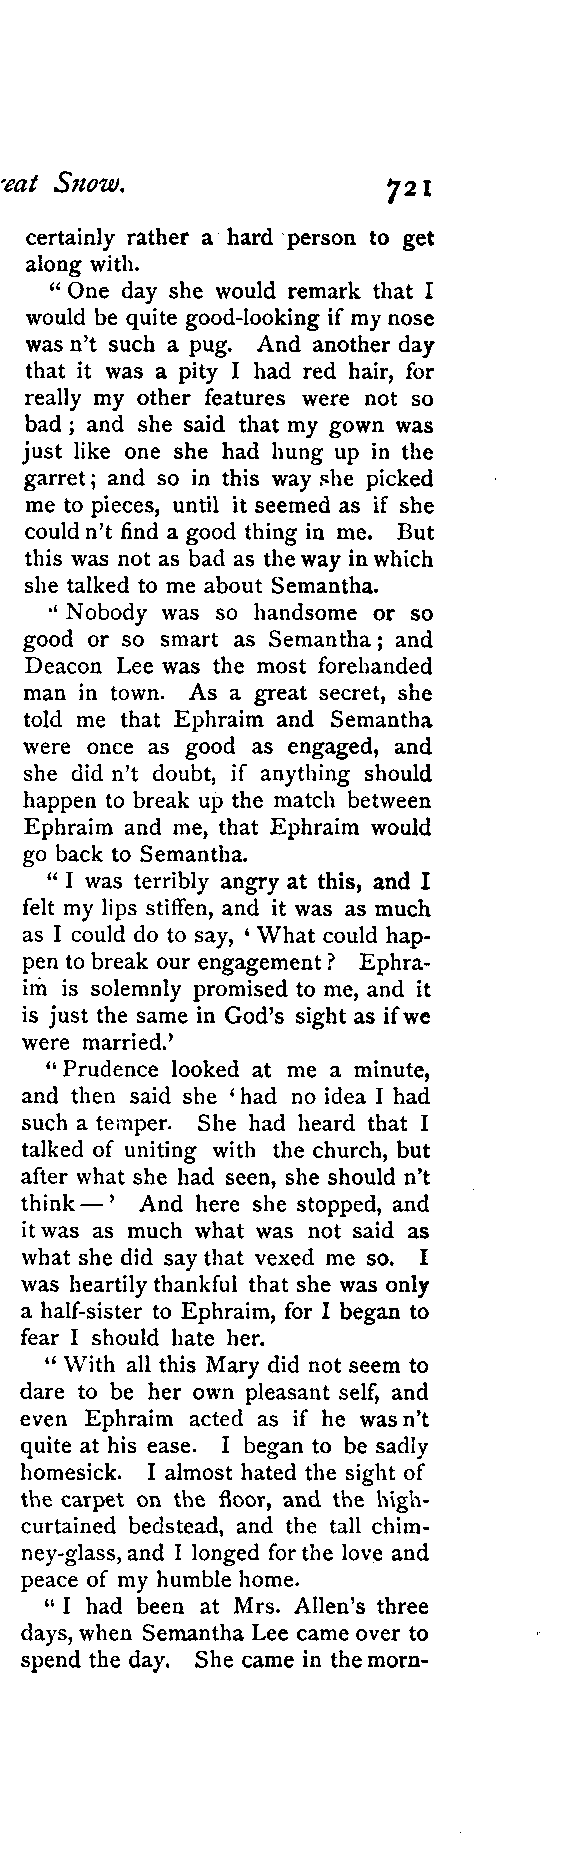 eat Snow.
721
certainly rather a hard person to get
along with.
“ One day she would remark that I
would be quite good-looking if my nose
was n't such a pug. And another day
that it was a pity I had red hair, for
really my other features were not so
bad ; and she said that my gown was
just like one she had hung up in the
garret ; and so in this way she picked
me to pieces, until it seemed as if she
could n't find a good thing in me. But
this was not as bad as the way in which
she talked to me about Semantha.
“ Nobody was so handsome or so
good or so smart as Semantha ; and
Deacon Lee was the most forehanded
man in town. As a great secret, she
told me that Ephraim and Semantha
were once as good as engaged, and
she did n't doubt, if anything should
happen to break up the match between
Ephraim and me, that Ephraim would
go back to Semantha.
“ I was terribly angry at this, and I
felt my lips stiffen, and it was as much
as I could do to say, ‘ What could hap-
pen to break our engagement ? Ephra-
im is solemnly promised to me, and it
is just the same in God's sight as if we
were married.’
“ Prudence looked at me a minute,
and then said she ‘ had no idea I had
such a temper. She had heard that I
talked of uniting with the church, but
after what she had seen, she should n't
think — ’ And here she stopped, and
it was as much what was not said as
what she did say that vexed me so. I
was heartily thankful that she was only
a half-sister to Ephraim, for I began to
fear I should hate her.
“ With all this Mary did not seem to
dare to be her own pleasant self, and
even Ephraim acted as if he was n't
quite at his ease. I began to be sadly
homesick. I almost hated the sight of
the carpet on the floor, and the high-
curtained bedstead, and the tall chim-
ney-glass, and I longed for the love and
peace of my humble home.
“ I had been at Mrs. Allen's three
days, when Semantha Lee came over to
spend the day. She came in the morn-